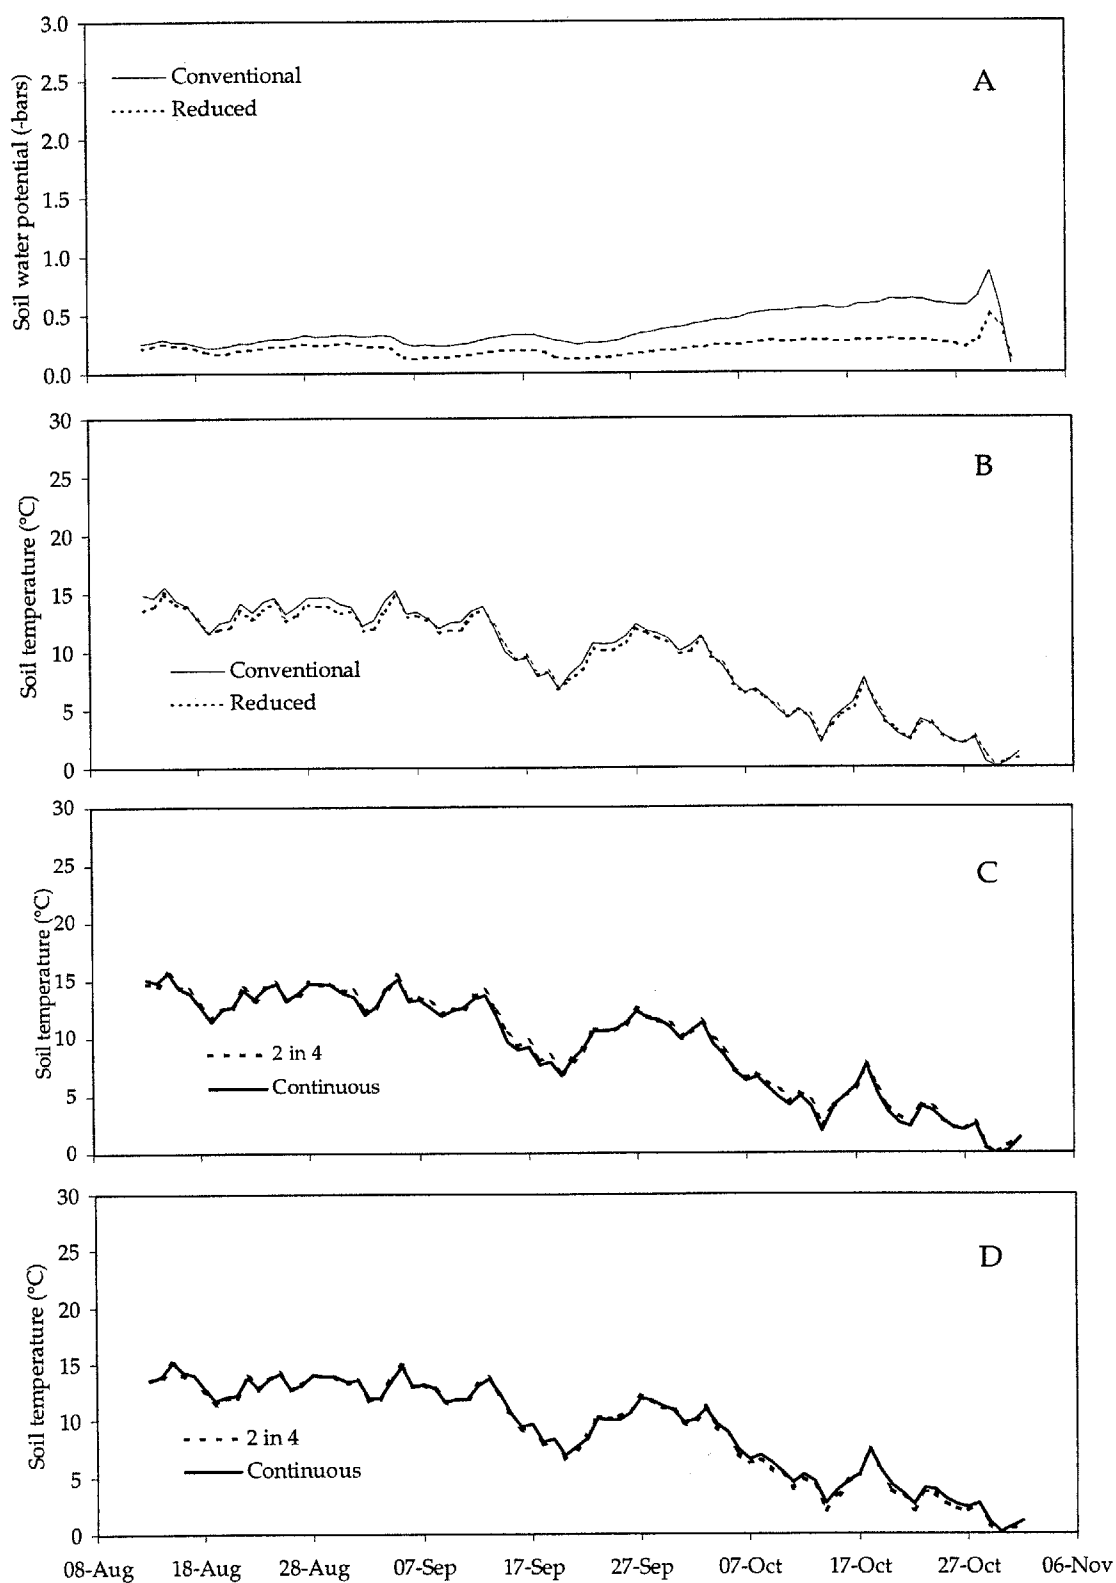 3.0
2.5
2.0
1.5
1.0
0.5
0.0
Soil water potential (-bars)
Conventional
Reduced
A
30
25
20
15
10
5
0
Soil temperature (°C)
Conventional
Reduced
B
30
25
20
15
10
5
0
Soil temperature (°C)
2 in 4
Continuous
C
30
25
20
15
10
5
0
Soil temperature (°C)
2 in 4
Continuous
D
08-Aug 18-Aug 28-Aug 07-Sep 17-Sep 27-Sep 07-Oct 17-Oct 27-Oct 06-Nov